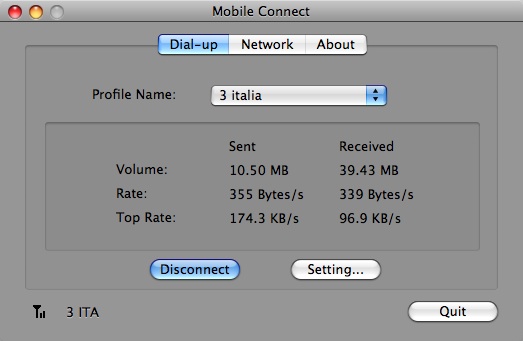 Mobile Connect
Dial-up Network About
Profile Name: 3 italia
Sent Received
Volume: 10.50 MB 39.43 MB
Rate: 355 Bytes/s 339 Bytes/s
Top Rate: 174.3 KB/s 96.9 KB/s
Disconnect Setting...
3 ITA Quit